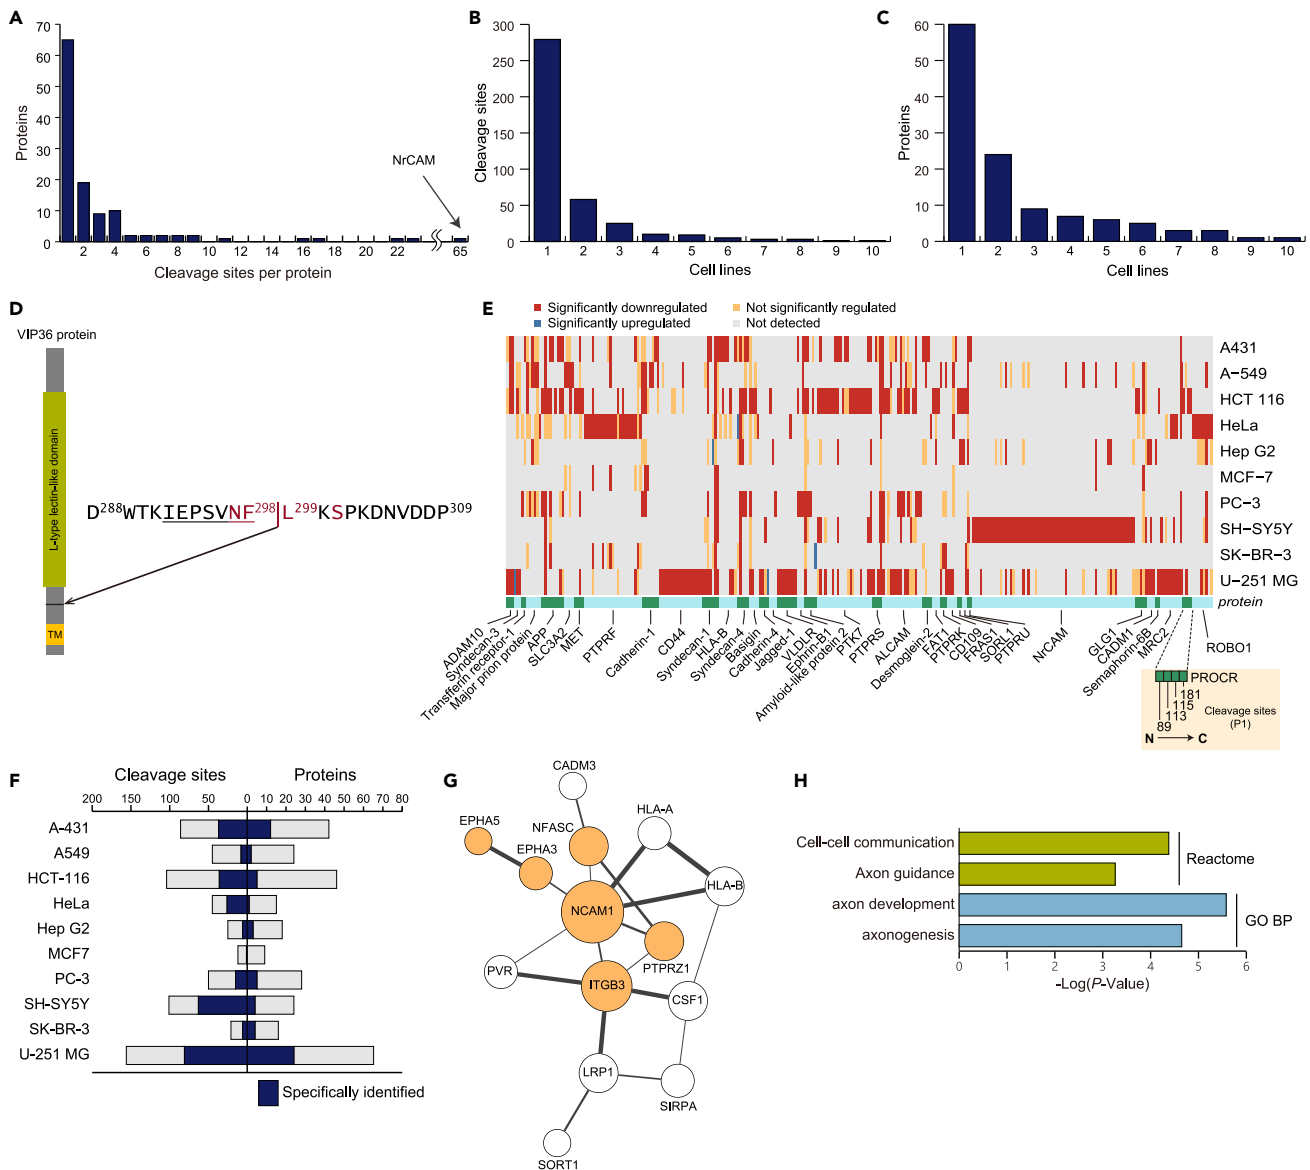 A
70
60
50
40
30
20
10
0
Proteins
2 4 6 8 10 12 14 16 18 20 22 65
Cleavage sites per protein
NrCAM
B
300
250
200
150
100
50
0
Cleavage sites
1 2 3 4 5 6 7 8 9 10
Cell lines
C
60
50
40
30
20
10
0
Proteins
1 2 3 4 5 6 7 8 9 10
Cell lines
D
VIP36 protein
L-type lectin-like domain
TM
D288WTKIEPSVNF298 L299KSPKDNVDDP309
E
Significantly downregulated
Significantly upregulated
Not significantly regulated
Not detected
A431
A−549
HCT 116
HeLa
Hep G2
MCF−7
PC−3
SH−SY5Y
SK−BR−3
U−251 MG
protein
ADAM10
Syndecan-3
Transferrin receptor-1
Major prion protein
APP
SLC3A2
MET
PTPRF
Cadherin-1
CD44
Syndecan-1
HLA-B
Syndecan-4
Basigin
Cadherin-4
Jagged-1
VLDLR
Ephrin-B1
Amyloid-like protein 2
PTK7
PTPRS
ALCAM
Desmoglein-2
FAT1
PTPRK
CD109
FRAS1
SORL1
PTPRU
NrCAM
GLG1
CADM1
Semaphorin-6B
MRC2
ROBO1
PROCR
181
115
113
89
Cleavage sites
(P1)
N C
F
Cleavage sites Proteins
200 150 100 50 0 10 20 30 40 50 60 70 80
A-431
A549
HCT-116
HeLa
Hep G2
MCF7
PC-3
SH-SY5Y
SK-BR-3
U-251 MG
Specifically identified
G
CADM3
EPHA5
NFASC
HLA-A
EPHA3
HLA-B
NCAM1
PTPRZ1
PVR
ITGB3
CSF1
LRP1
SIRPA
SORT1
H
Cell-cell communication
Axon guidance
axon development
axonogenesis
Reactome
GO BP
0 1 2 3 4 5 6
-Log(P-Value)